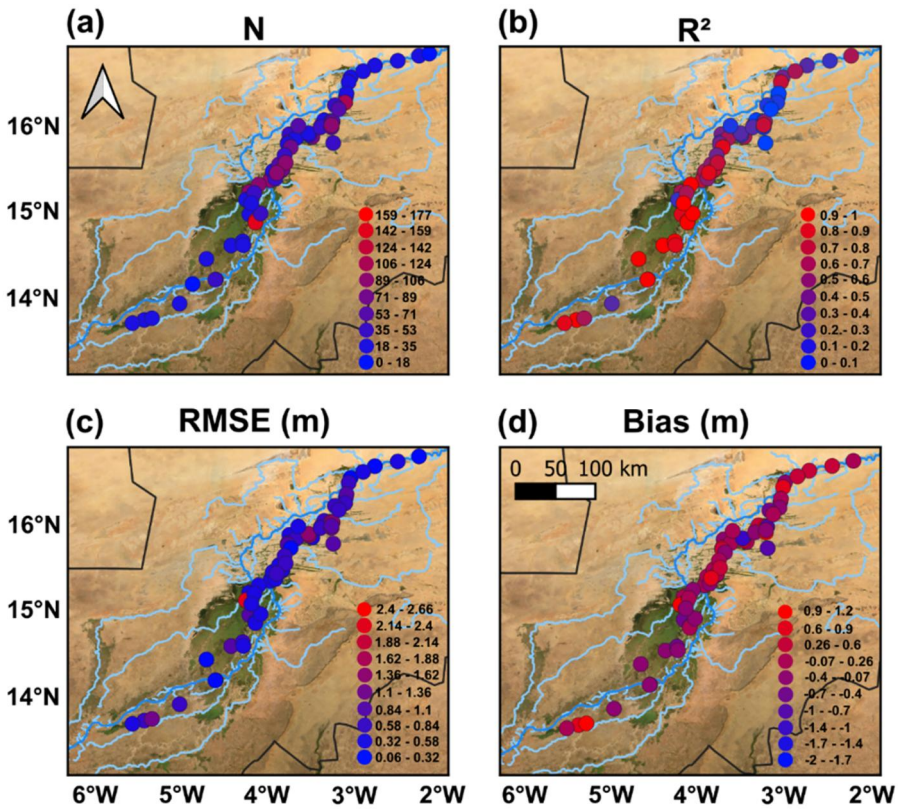 (a)
N
16°N
15°N
14°N
159 - 177
142 - 159
124 - 142
106 - 124
89 - 106
71 - 89
53 - 71
35 - 53
18 - 35
0 - 18
(b)
R²
0.9 - 1
0.8 - 0.9
0.7 - 0.8
0.6 - 0.7
0.5 - 0.6
0.4 - 0.5
0.3 - 0.4
0.2 - 0.3
0.1 - 0.2
0 - 0.1
(c)
RMSE (m)
16°N
15°N
14°N
2.4 - 2.66
2.14 - 2.4
1.88 - 2.14
1.62 - 1.88
1.36 - 1.62
1.1 - 1.36
0.84 - 1.1
0.58 - 0.84
0.32 - 0.58
0.06 - 0.32
6°W 5°W 4°W 3°W 2°W
(d)
Bias (m)
0 50 100 km
0.9 - 1.2
0.6 - 0.9
0.26 - 0.6
-0.07 - 0.26
-0.4 - -0.07
-0.7 - -0.4
-1 - -0.7
-1.4 - -1
-1.7 - -1.4
-2 - -1.7
6°W 5°W 4°W 3°W 2°W